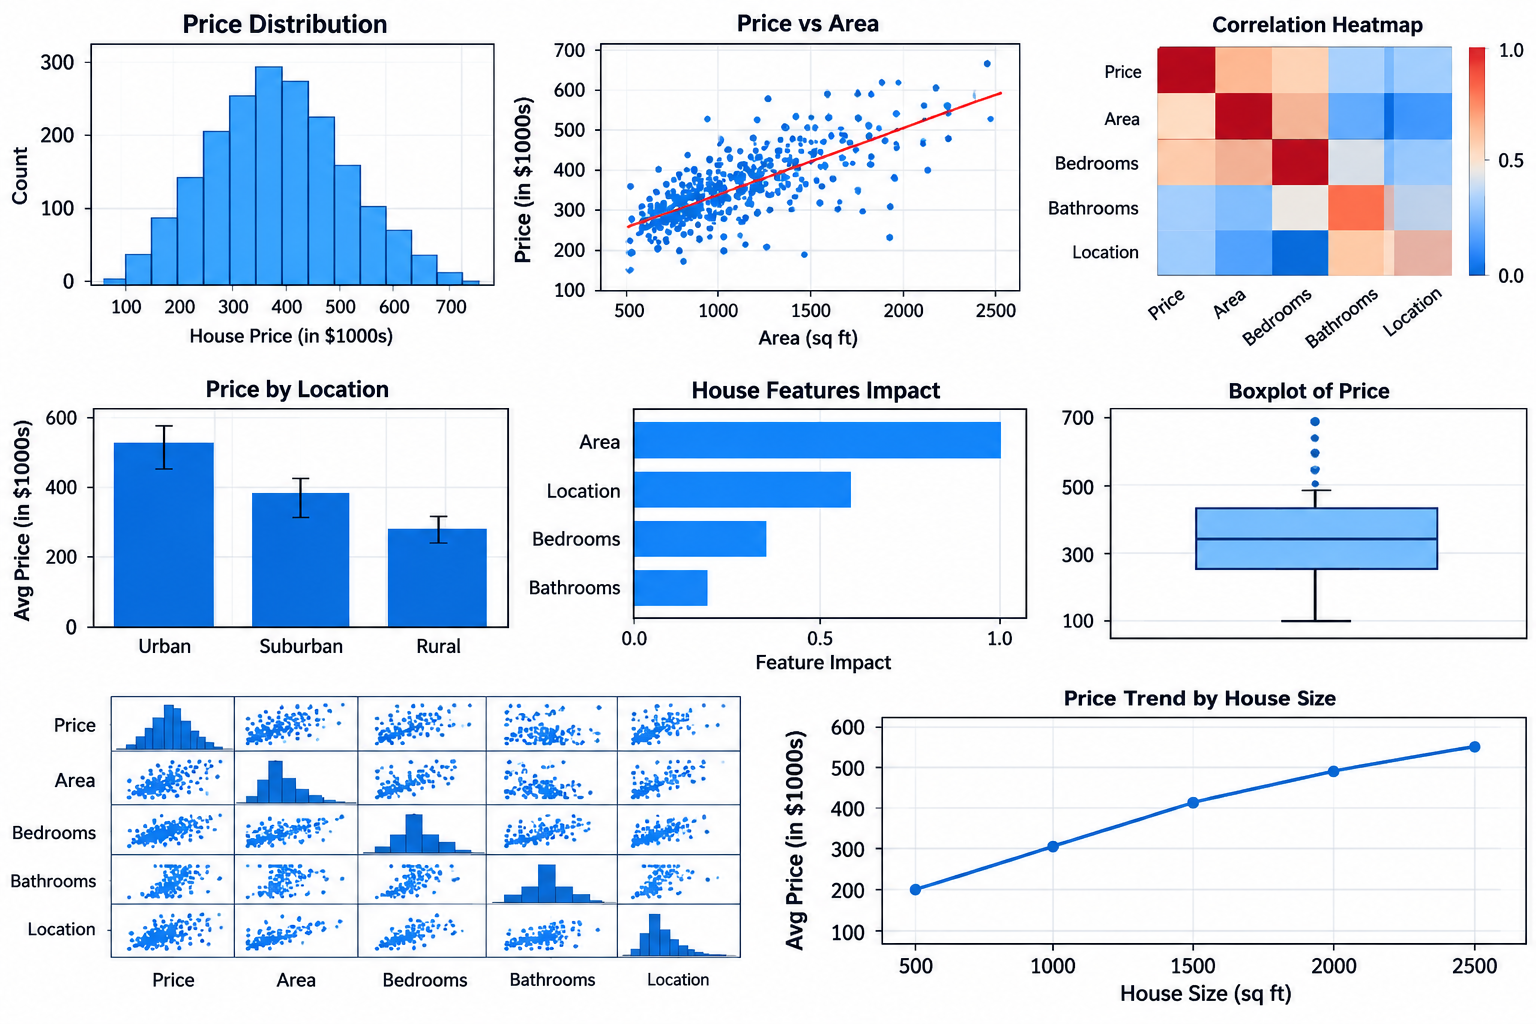 Price Distribution
Count
300
200
100
0
100 200 300 400 500 600 700
House Price (in $1000s)
Price vs Area
Price (in $1000s)
700
600
500
400
300
200
100
500 1000 1500 2000 2500
Area (sq ft)
Correlation Heatmap
Price
Area
Bedrooms
Bathrooms
Location
Price Area Bedrooms Bathrooms Location
1.0
0.5
0.0
Price by Location
Avg Price (in $1000s)
600
400
200
0
Urban Suburban Rural
House Features Impact
Area
Location
Bedrooms
Bathrooms
0.0 0.5 1.0
Feature Impact
Boxplot of Price
700
500
300
100
Price
Area
Bedrooms
Bathrooms
Location
Price Area Bedrooms Bathrooms Location
Price Trend by House Size
Avg Price (in $1000s)
600
500
400
300
200
100
500 1000 1500 2000 2500
House Size (sq ft)